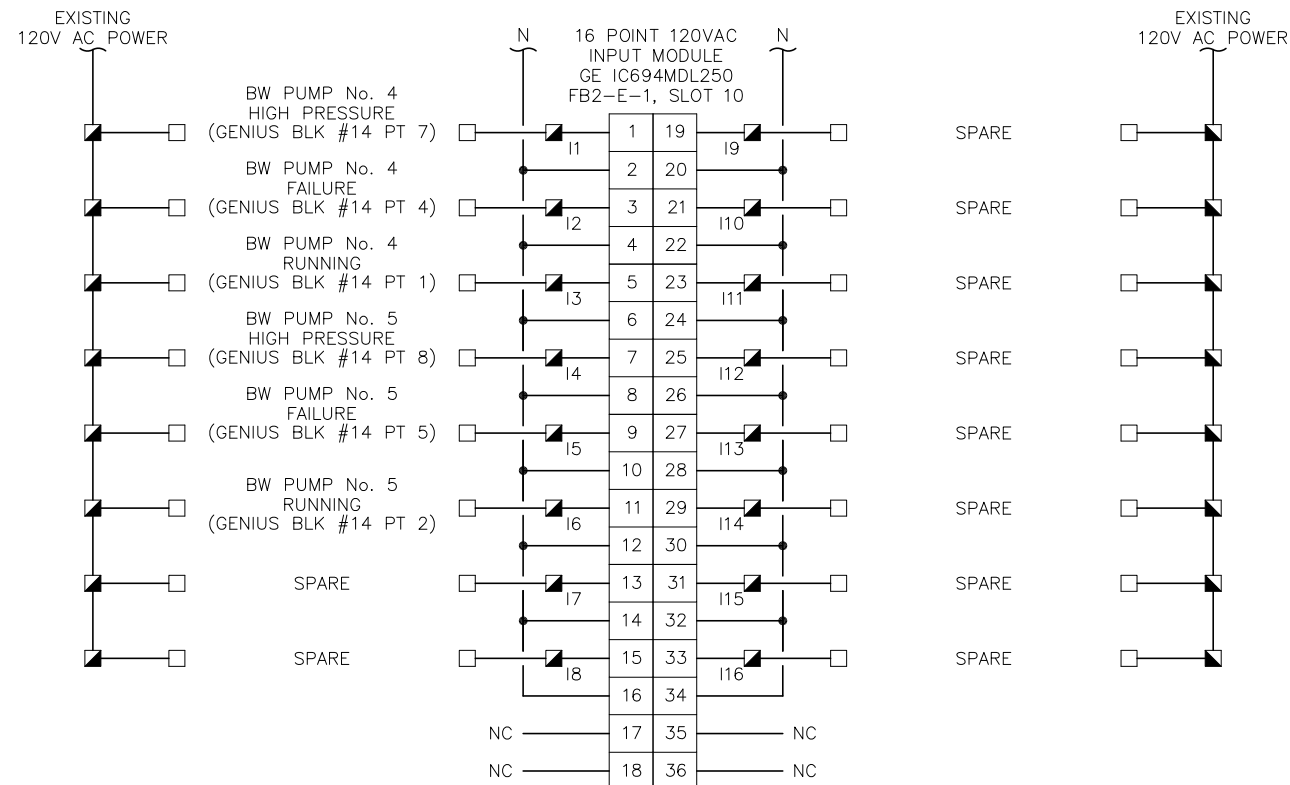 EXISTING
120V AC POWER
N
16 POINT 120VAC
INPUT MODULE
GE IC694MDL250
FB2-E-1, SLOT 10
N
EXISTING
120V AC POWER
BW PUMP No. 4
HIGH PRESSURE
(GENIUS BLK #14 PT 7)
I1
1 19
I9
SPARE
2 20
BW PUMP No. 4
FAILURE
(GENIUS BLK #14 PT 4)
I2
3 21
I10
SPARE
4 22
BW PUMP No. 4
RUNNING
(GENIUS BLK #14 PT 1)
I3
5 23
I11
SPARE
6 24
BW PUMP No. 5
HIGH PRESSURE
(GENIUS BLK #14 PT 8)
I4
7 25
I12
SPARE
8 26
BW PUMP No. 5
FAILURE
(GENIUS BLK #14 PT 5)
I5
9 27
I13
SPARE
10 28
BW PUMP No. 5
RUNNING
(GENIUS BLK #14 PT 2)
I6
11 29
I14
SPARE
12 30
SPARE
I7
13 31
I15
SPARE
14 32
SPARE
I8
15 33
I16
SPARE
16 34
NC 17 35 NC
NC 18 36 NC